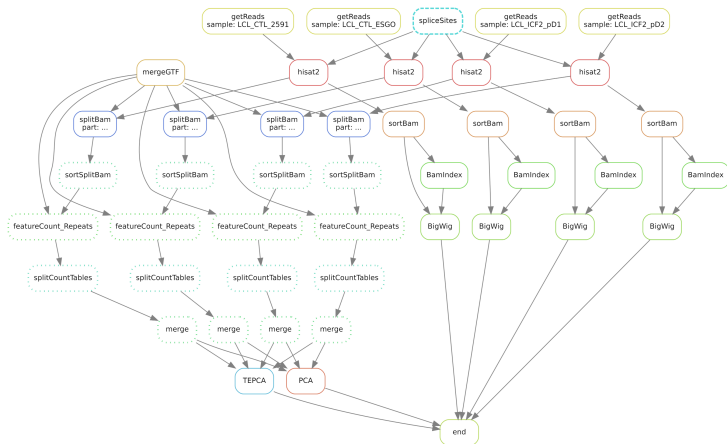 getReads
sample: LCL_CTL_2591
getReads
sample: LCL_CTL_ESGO
spliceSites
getReads
sample: LCL_ICF2_pD1
getReads
sample: LCL_ICF2_pD2
mergeGTF
hisat2
hisat2
hisat2
hisat2
splitBam
part: ...
splitBam
part: ...
splitBam
part: ...
splitBam
part: ...
sortBam
sortBam
sortBam
sortBam
sortSplitBam
sortSplitBam
sortSplitBam
sortSplitBam
BamIndex
BamIndex
BamIndex
BamIndex
featureCount_Repeats
featureCount_Repeats
featureCount_Repeats
featureCount_Repeats
BigWig
BigWig
BigWig
BigWig
splitCountTables
splitCountTables
splitCountTables
splitCountTables
merge
merge
merge
merge
TEPCA
PCA
end